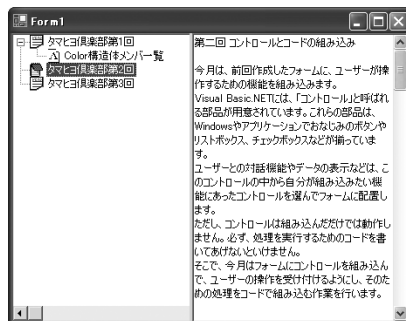 Form1
タマヒヨ倶楽部第1回
Color構造体メンバ一覧
タマヒヨ倶楽部第2回
タマヒヨ倶楽部第3回
第二回 コントロールとコードの組み込み
今月は、前回作成したフォームに、ユーザーが操
作するための機能を組み込みます。
Visual Basic.NETには、「コントロール」と呼ばれ
る部品が用意されています。これらの部品は、
Windowsやアプリケーションでおなじみのボタンや
リストボックス、チェックボックスなどが揃っていま
す。
ユーザーとの対話機能やデータの表示などは、こ
のコントロールの中から自分が組み込みたい機
能にあったコントロールを選んでフォームに配置し
ます。
ただし、コントロールは組み込んだだけでは動作し
ません。必ず、処理を実行するためのコードを書
いてあげないといけません。
そこで、今月はフォームにコントロールを組み込ん
で、ユーザーの操作を受け付けるようにし、そのた
めの処理をコードで組み込む作業を行います。